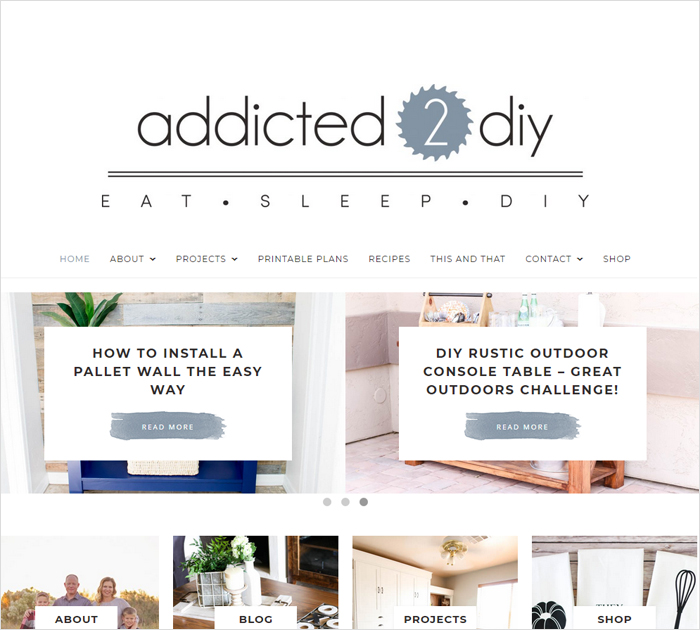 addicted 2 diy
EAT • SLEEP • DIY
HOME ABOUT PROJECTS PRINTABLE PLANS RECIPES THIS AND THAT CONTACT SHOP
HOW TO INSTALL A
PALLET WALL THE EASY
WAY
READ MORE
DIY RUSTIC OUTDOOR
CONSOLE TABLE – GREAT
OUTDOORS CHALLENGE!
READ MORE
ABOUT
BLOG
PROJECTS
SHOP